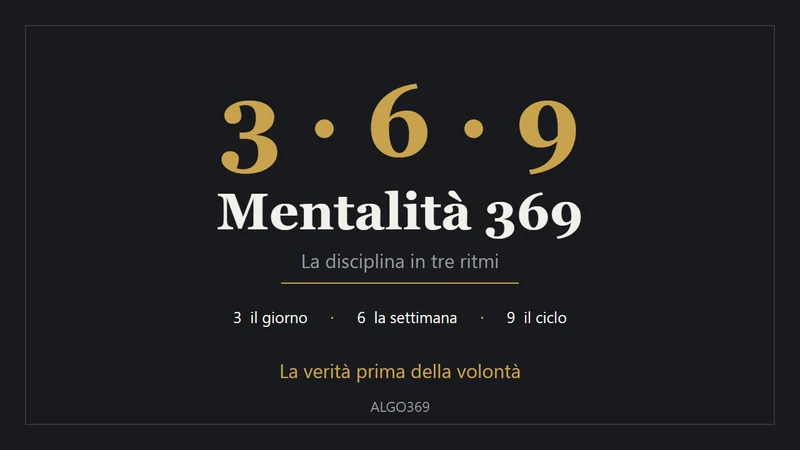 3 · 6 · 9
Mentalità 369
La disciplina in tre ritmi
3 il giorno · 6 la settimana · 9 il ciclo
La verità prima della volontà
ALGO369